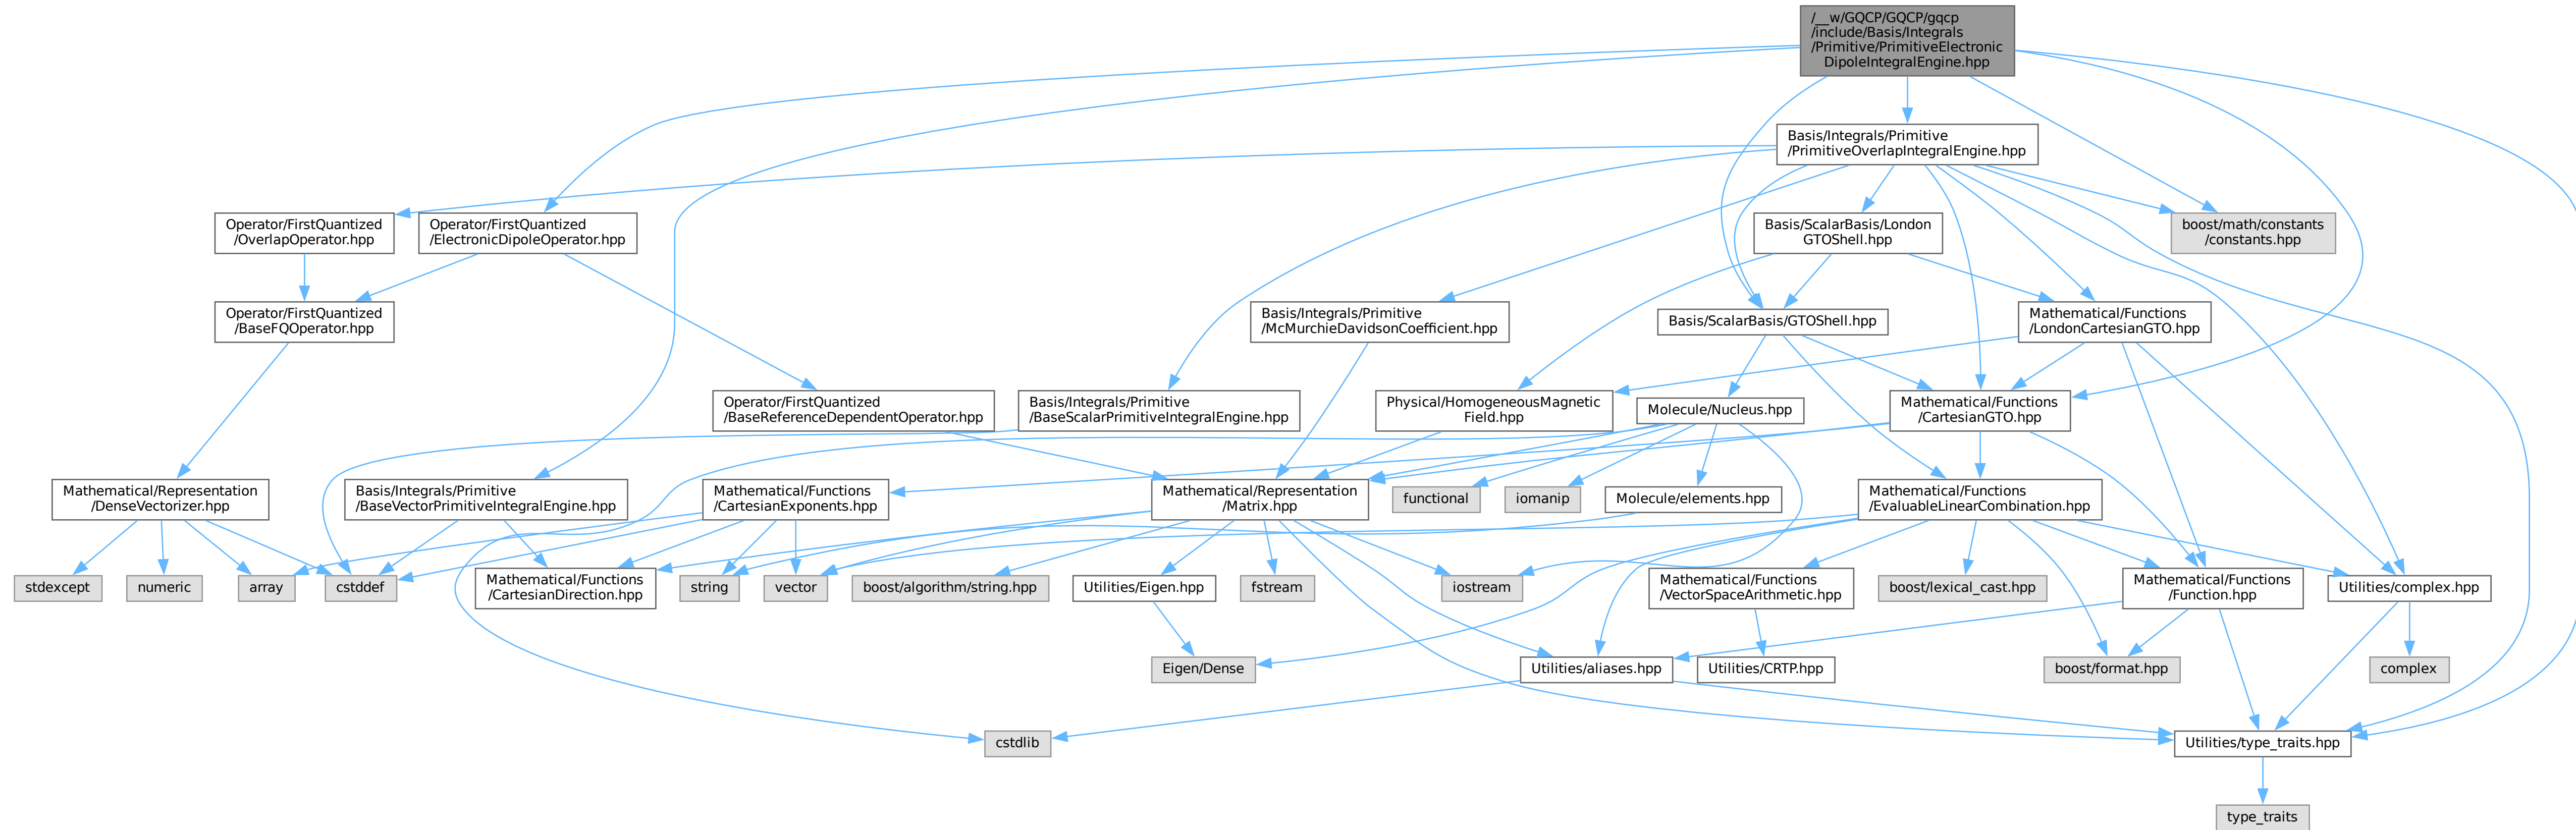 /__w/GQCP/GQCP/gqcp
/include/Basis/Integrals
/Primitive/PrimitiveElectronic
DipoleIntegralEngine.hpp
Basis/Integrals/Primitive
/PrimitiveOverlapIntegralEngine.hpp
Operator/FirstQuantized
/OverlapOperator.hpp
Operator/FirstQuantized
/ElectronicDipoleOperator.hpp
Basis/ScalarBasis/London
GTOShell.hpp
boost/math/constants
/constants.hpp
Operator/FirstQuantized
/BaseFQOperator.hpp
Basis/Integrals/Primitive
/McMurchieDavidsonCoefficient.hpp
Basis/ScalarBasis/GTOShell.hpp
Mathematical/Functions
/LondonCartesianGTO.hpp
Operator/FirstQuantized
/BaseReferenceDependentOperator.hpp
Basis/Integrals/Primitive
/BaseScalarPrimitiveIntegralEngine.hpp
Physical/HomogeneousMagnetic
Field.hpp
Molecule/Nucleus.hpp
Mathematical/Functions
/CartesianGTO.hpp
Mathematical/Representation
/DenseVectorizer.hpp
Basis/Integrals/Primitive
/BaseVectorPrimitiveIntegralEngine.hpp
Mathematical/Functions
/CartesianExponents.hpp
Mathematical/Representation
/Matrix.hpp
functional
iomanip
Molecule/elements.hpp
Mathematical/Functions
/EvaluableLinearCombination.hpp
stdexcept
numeric
array
cstddef
Mathematical/Functions
/CartesianDirection.hpp
string
vector
boost/algorithm/string.hpp
Utilities/Eigen.hpp
fstream
iostream
Mathematical/Functions
/VectorSpaceArithmetic.hpp
boost/lexical_cast.hpp
Mathematical/Functions
/Function.hpp
Utilities/complex.hpp
Eigen/Dense
Utilities/aliases.hpp
Utilities/CRTP.hpp
boost/format.hpp
complex
cstdlib
Utilities/type_traits.hpp
type_traits